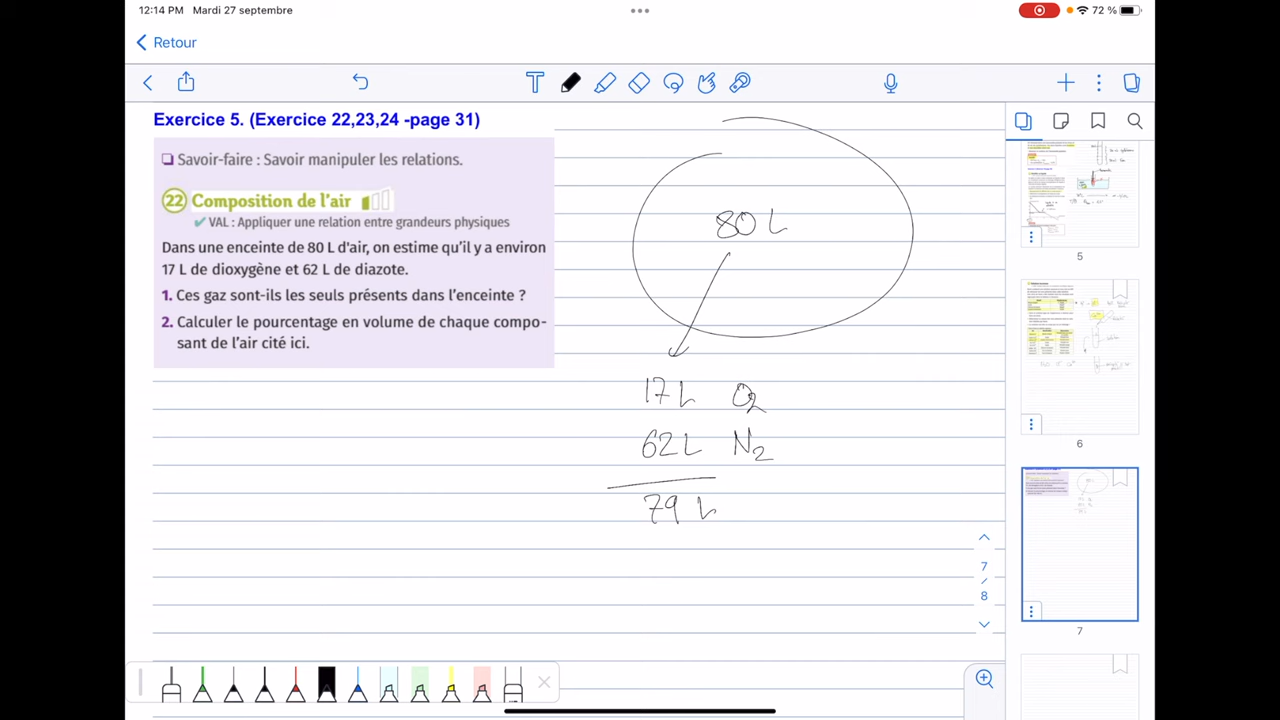 12:14 PM Mardi 27 septembre
72 %
Retour
Exercice 5. (Exercice 22,23,24 -page 31)
Savoir-faire : Savoir manipuler les relations.
22 Composition de l'air
VAL : Appliquer une relation entre grandeurs physiques
Dans une enceinte de 80 L d'air, on estime qu'il y a environ
17 L de dioxygène et 62 L de diazote.
1. Ces gaz sont-ils les seuls présents dans l'enceinte ?
2. Calculer le pourcentage en volume de chaque compo-
sant de l'air cité ici.
80 L
17 L O2
62 L N2
79 L
5
6
7
7
/
8